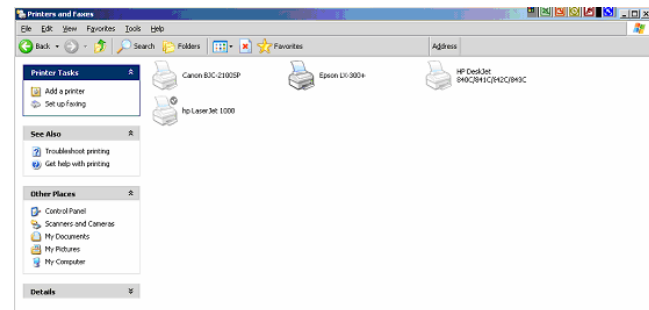 Printers and Faxes
File Edit View Favorites Tools Help
Back Search Folders Favorites Address
Printer Tasks
Add a printer
Set up faxing
See Also
Troubleshoot printing
Get help with printing
Other Places
Control Panel
Scanners and Cameras
My Documents
My Pictures
My Computer
Details
Canon BJC-2100SP
Epson LX-300+
HP DeskJet
840C/841C/842C/843C
hp LaserJet 1000